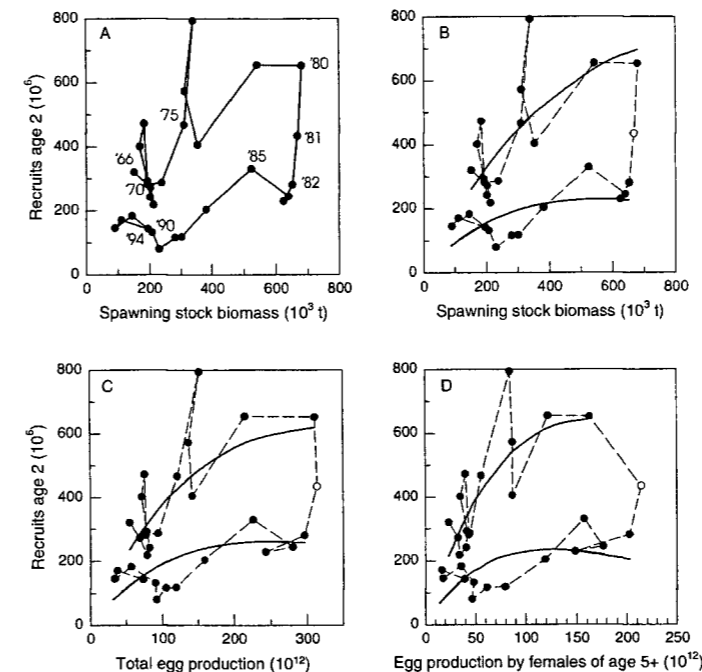 A
Recruits age 2 (10⁶)
800
600
400
200
0
'80
'75
'81
'66
'85
'82
'70
'90
'94
0 200 400 600 800
Spawning stock biomass (10³ t)
B
800
600
400
200
0
0 200 400 600 800
Spawning stock biomass (10³ t)
C
Recruits age 2 (10⁶)
800
600
400
200
0
0 100 200 300
Total egg production (10¹²)
D
800
600
400
200
0
0 50 100 150 200 250
Egg production by females of age 5+ (10¹²)